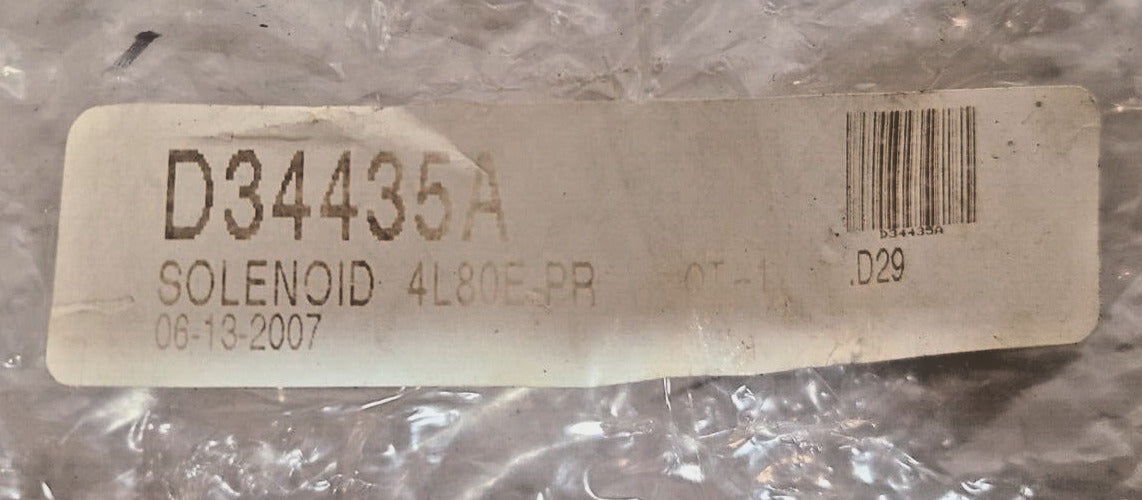 D34435A
D34435A
SOLENOID 4L80E PR
.D29
06-13-2007